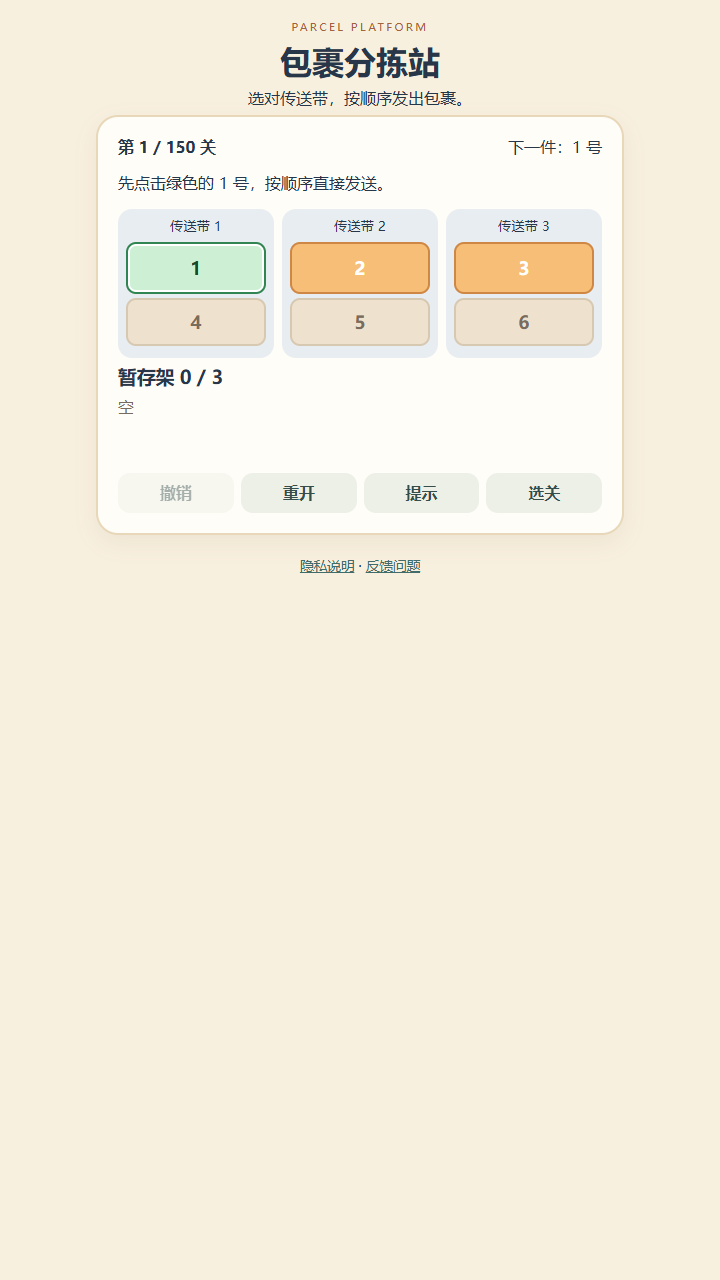 PARCEL PLATFORM
包裹分拣站
选对传送带，按顺序发出包裹。
第 1 / 150 关
下一件：1 号
先点击绿色的 1 号，按顺序直接发送。
传送带 1
传送带 2
传送带 3
1
2
3
4
5
6
暂存架 0 / 3
空
撤销
重开
提示
选关
隐私说明 · 反馈问题